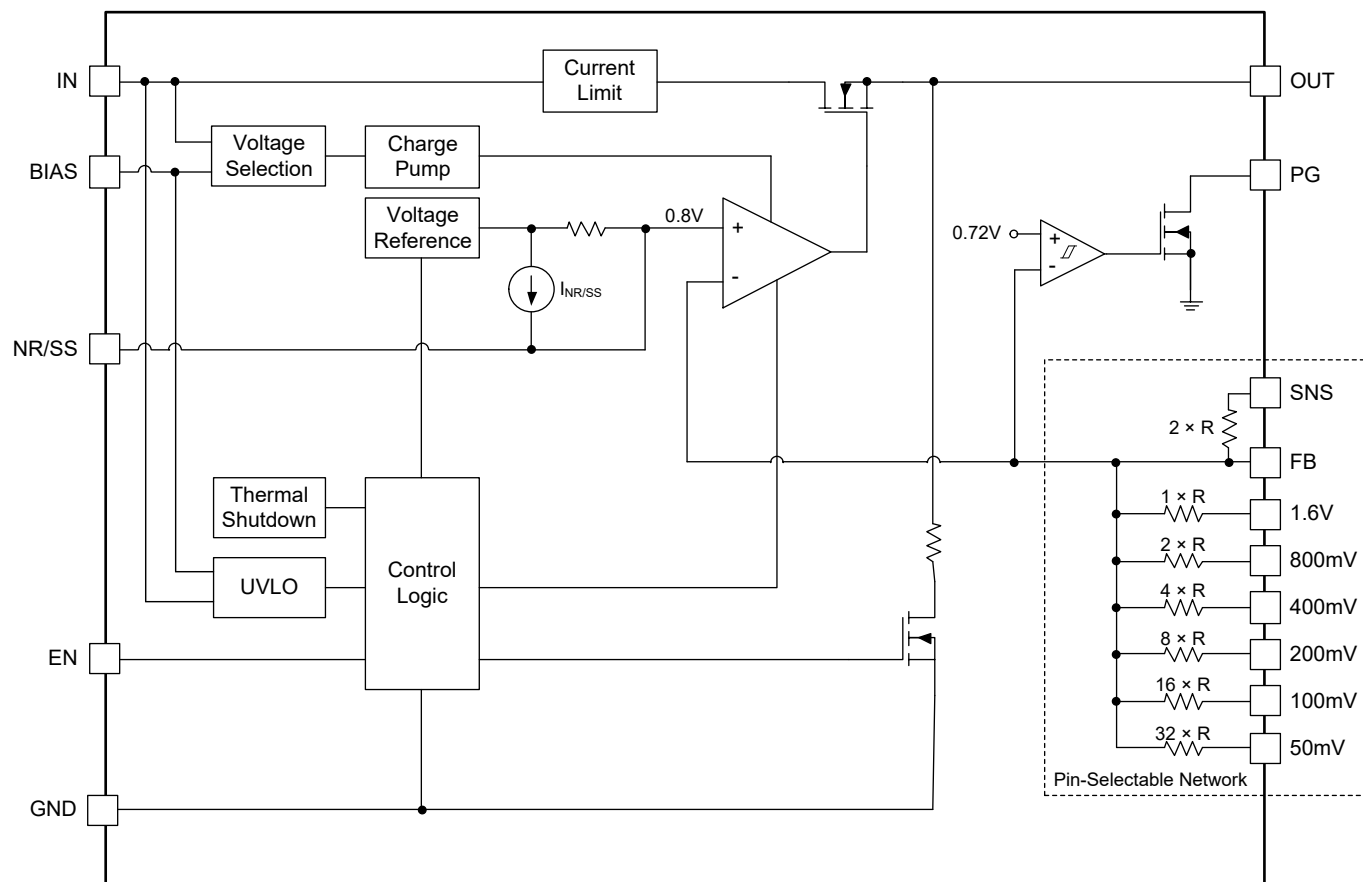 IN
Current
Limit
OUT
Voltage
Selection
Charge
Pump
BIAS
PG
Voltage
Reference
0.8V
+
-
0.72V
+
-
INR/SS
NR/SS
SNS
2 × R
FB
Thermal
Shutdown
1 × R
1.6V
2 × R
800mV
UVLO
Control
Logic
4 × R
400mV
EN
8 × R
200mV
16 × R
100mV
32 × R
50mV
Pin-Selectable Network
GND